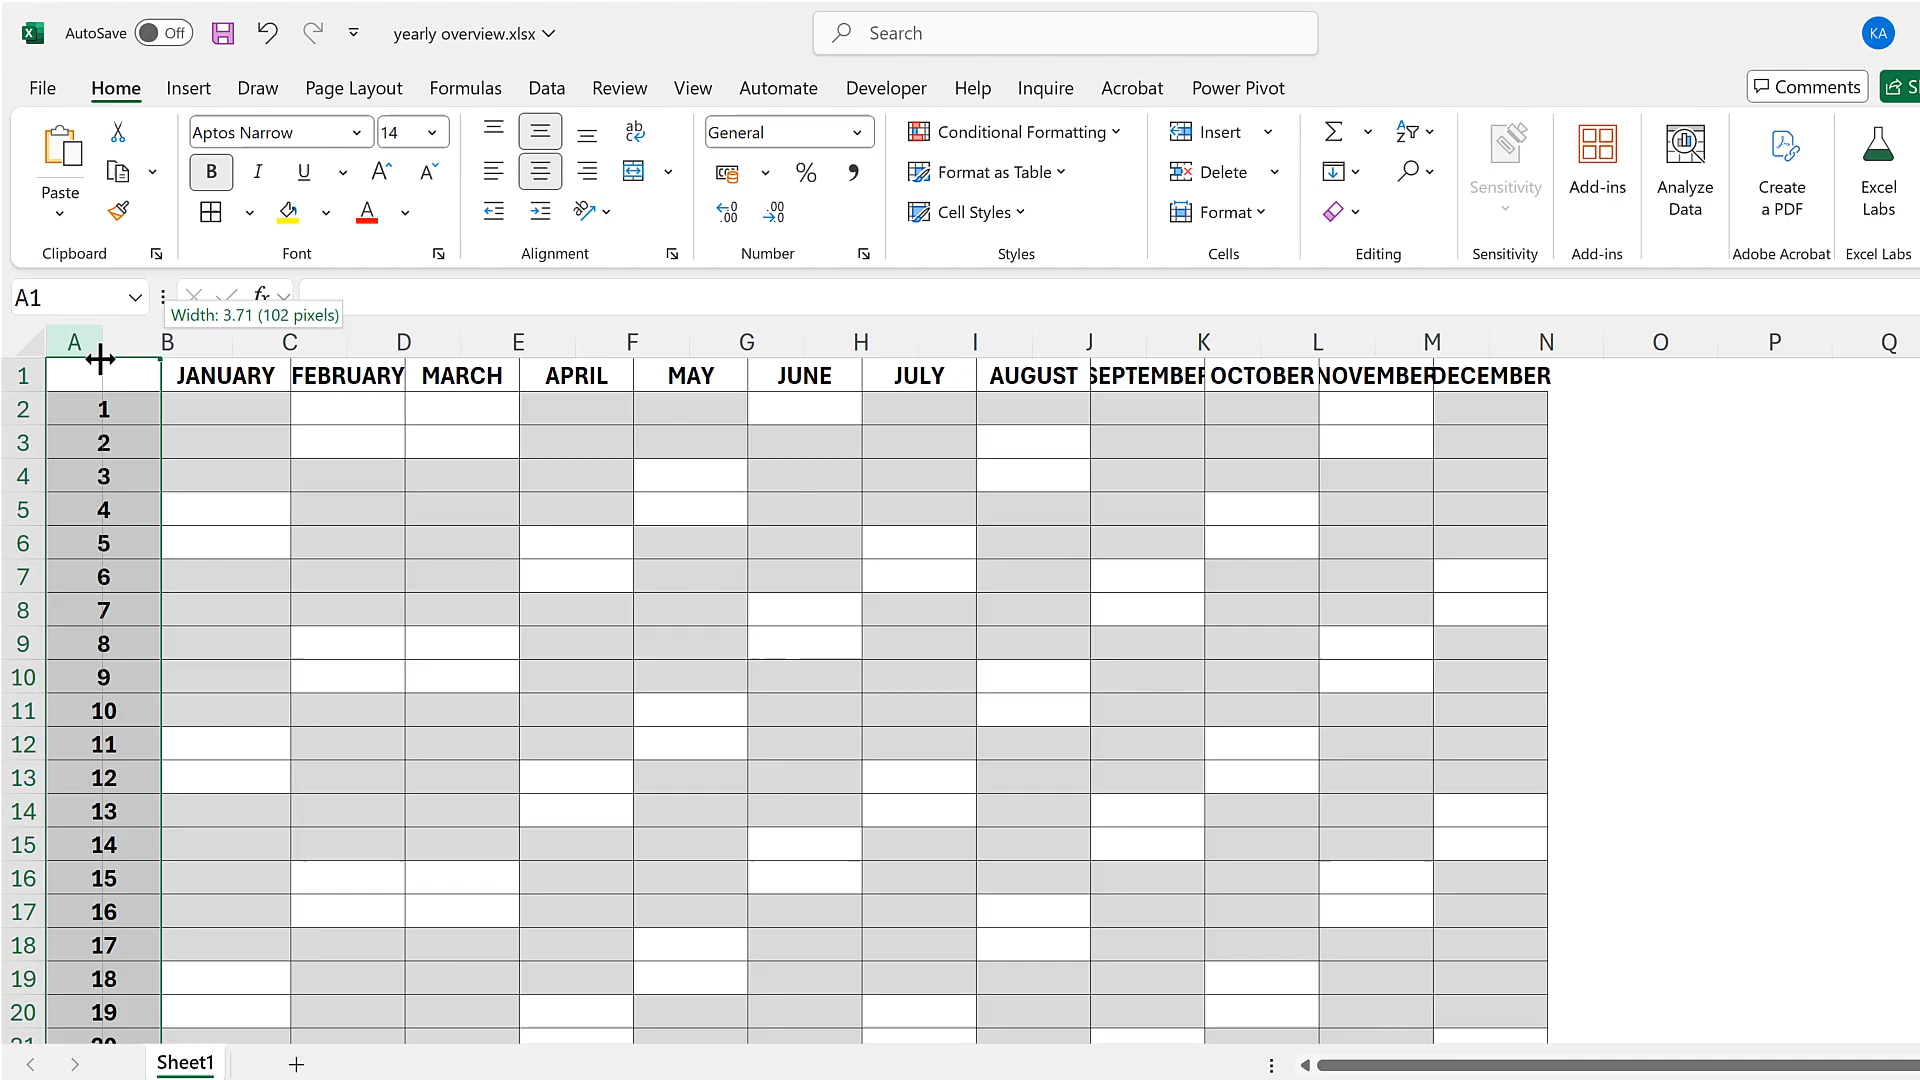 AutoSave Off yearly overview.xlsx Search KA
File Home Insert Draw Page Layout Formulas Data Review View Automate Developer Help Inquire Acrobat Power Pivot Comments
Paste
Clipboard
Aptos Narrow 14
B I U A A
A
Font
ab
Alignment
General
% 
Number
Conditional Formatting
Format as Table
Cell Styles
Styles
Insert
Delete
Format
Cells
Editing
Sensitivity
Sensitivity
Add-ins
Add-ins
Analyze
Data
Create
a PDF
Adobe Acrobat
Excel
Labs
Excel Labs
A1 fx
Width: 3.71 (102 pixels)
A B C D E F G H I J K L M N O P Q
1 JANUARY FEBRUARY MARCH APRIL MAY JUNE JULY AUGUST SEPTEMBER OCTOBER NOVEMBER DECEMBER
2 1
3 2
4 3
5 4
6 5
7 6
8 7
9 8
10 9
11 10
12 11
13 12
14 13
15 14
16 15
17 16
18 17
19 18
20 19
21 20
Sheet1